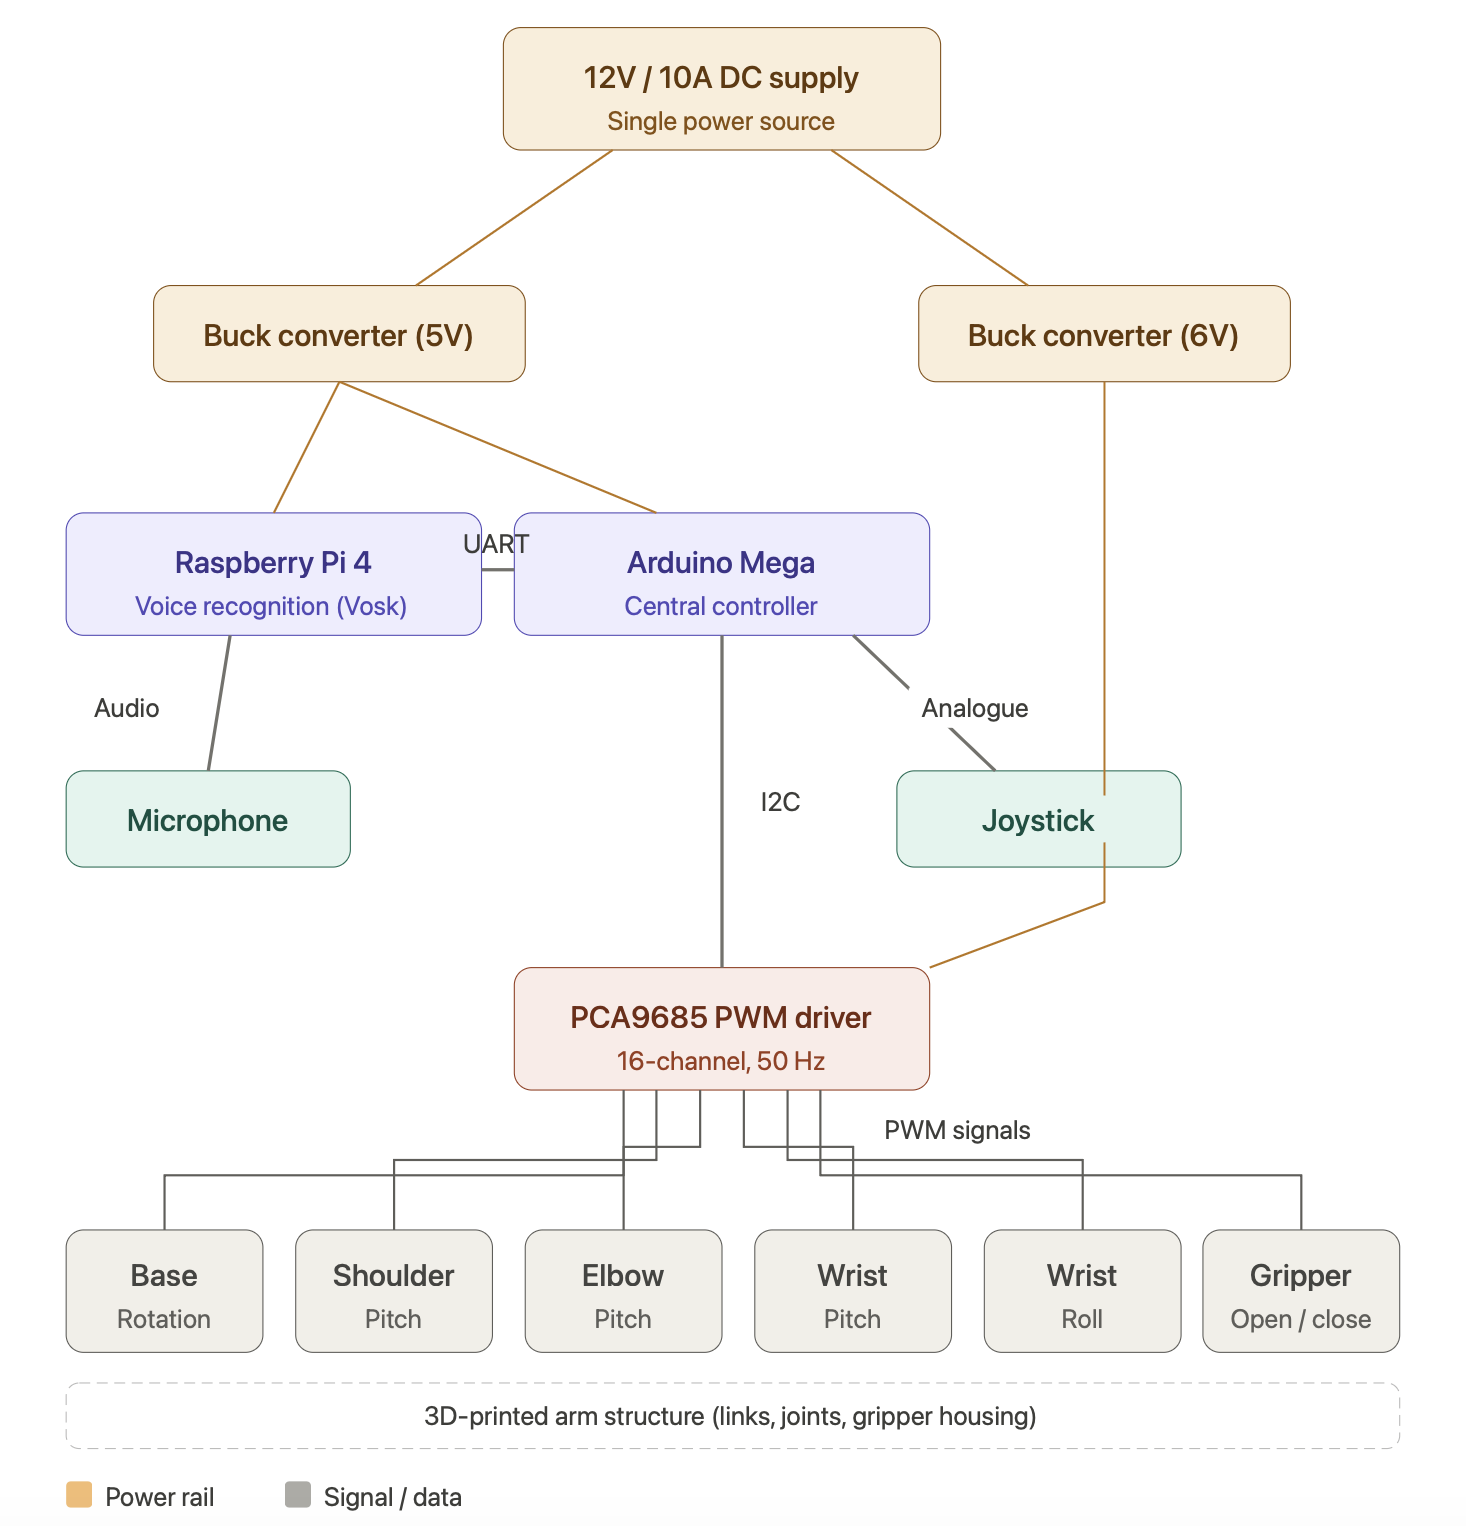 12V / 10A DC supply
Single power source
Buck converter (5V)
Buck converter (6V)
Raspberry Pi 4
Voice recognition (Vosk)
UART
Arduino Mega
Central controller
Audio
Analogue
I2C
Microphone
Joystick
PCA9685 PWM driver
16-channel, 50 Hz
PWM signals
Base
Rotation
Shoulder
Pitch
Elbow
Pitch
Wrist
Pitch
Wrist
Roll
Gripper
Open / close
3D-printed arm structure (links, joints, gripper housing)
Power rail
Signal / data